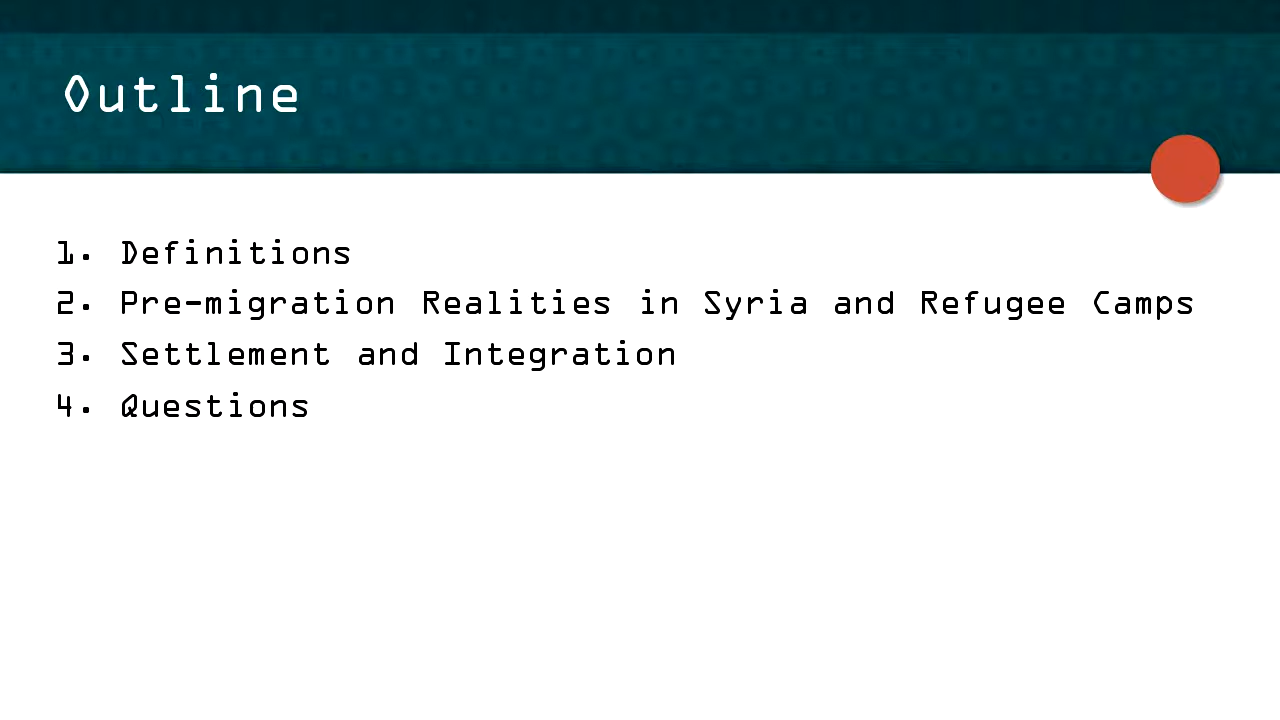 Outline
1. Definitions
2. Pre-migration Realities in Syria and Refugee Camps
3. Settlement and Integration
4. Questions